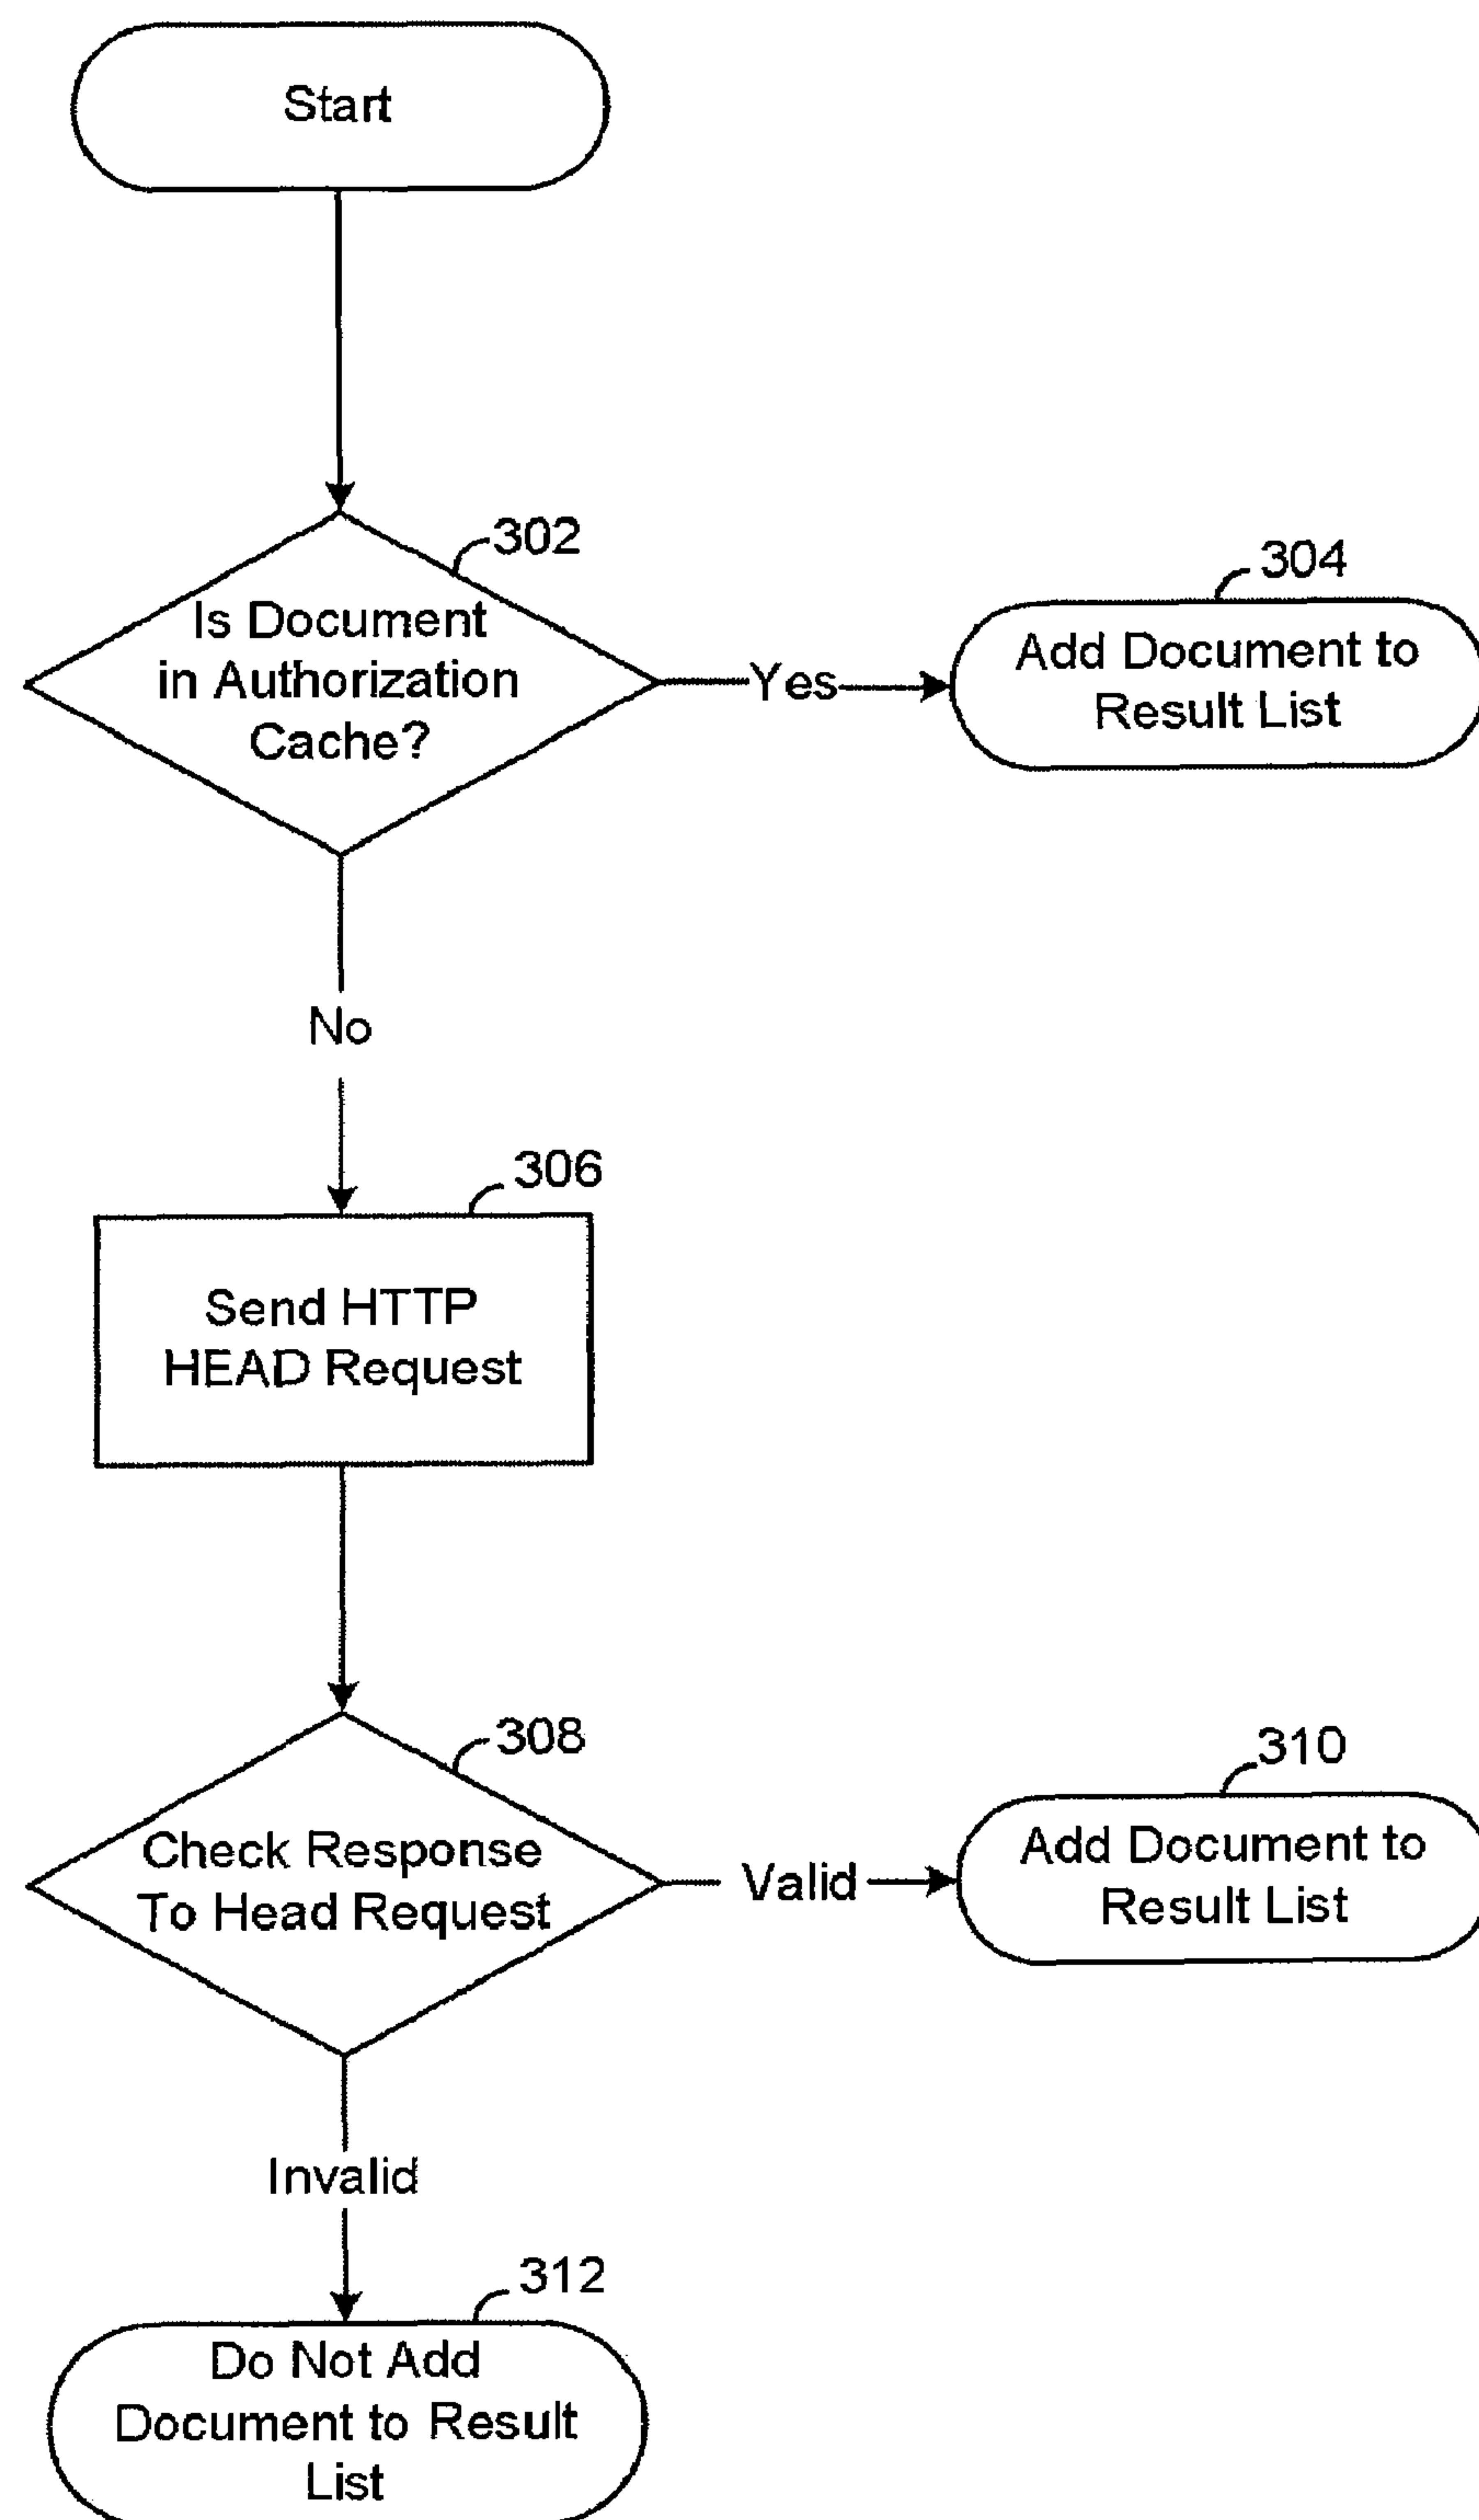 Start
302
Is Document
in Authorization
Cache?
Yes
304
Add Document to
Result List
No
306
Send HTTP
HEAD Request
308
Check Response
To Head Request
Valid
310
Add Document to
Result List
Invalid
312
Do Not Add
Document to Result
List